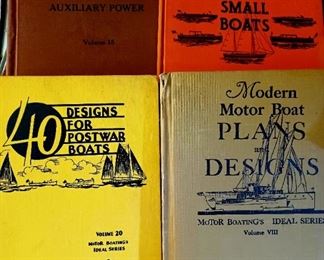 AUXILIARY POWER
Volume 16
SMALL
BOATS
40
DESIGNS
FOR
POSTWAR
BOATS
VOLUME 20
MOTOR BOATING'S
IDEAL SERIES
Modern
Motor Boat
PLANS
and
DESIGNS
MOTOR BOATING'S IDEAL SERIES
Volume VIII